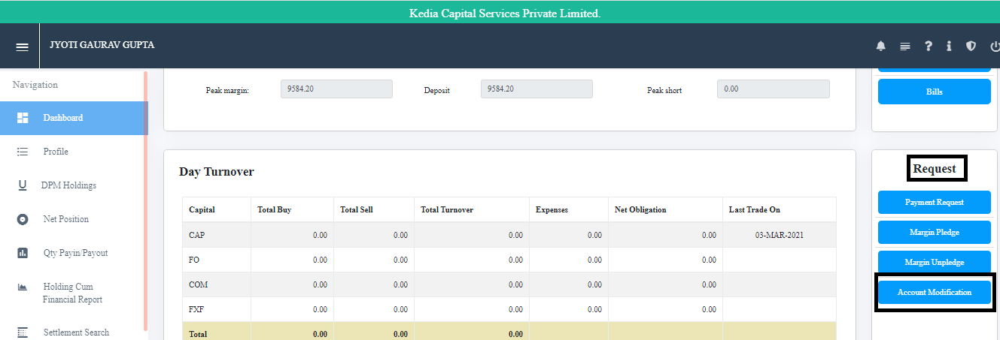 Kedia Capital Services Private Limited.
JYOTI GAURAV GUPTA
Navigation
Dashboard
Profile
DPM Holdings
Net Position
Qty Payin/Payout
Holding Cum
Financial Report
Settlement Search
Peak margin: 9584.20 Deposit 9584.20 Peak short 0.00
Day Turnover
Capital Total Buy Total Sell Total Turnover Expenses Net Obligation Last Trade On
CAP 0.00 0.00 0.00 0.00 0.00 03-MAR-2021
FO 0.00 0.00 0.00 0.00 0.00
COM 0.00 0.00 0.00 0.00 0.00
FXF 0.00 0.00 0.00 0.00 0.00
Total 0.00 0.00 0.00
Bills
Request
Payment Request
Margin Pledge
Margin Unpledge
Account Modification